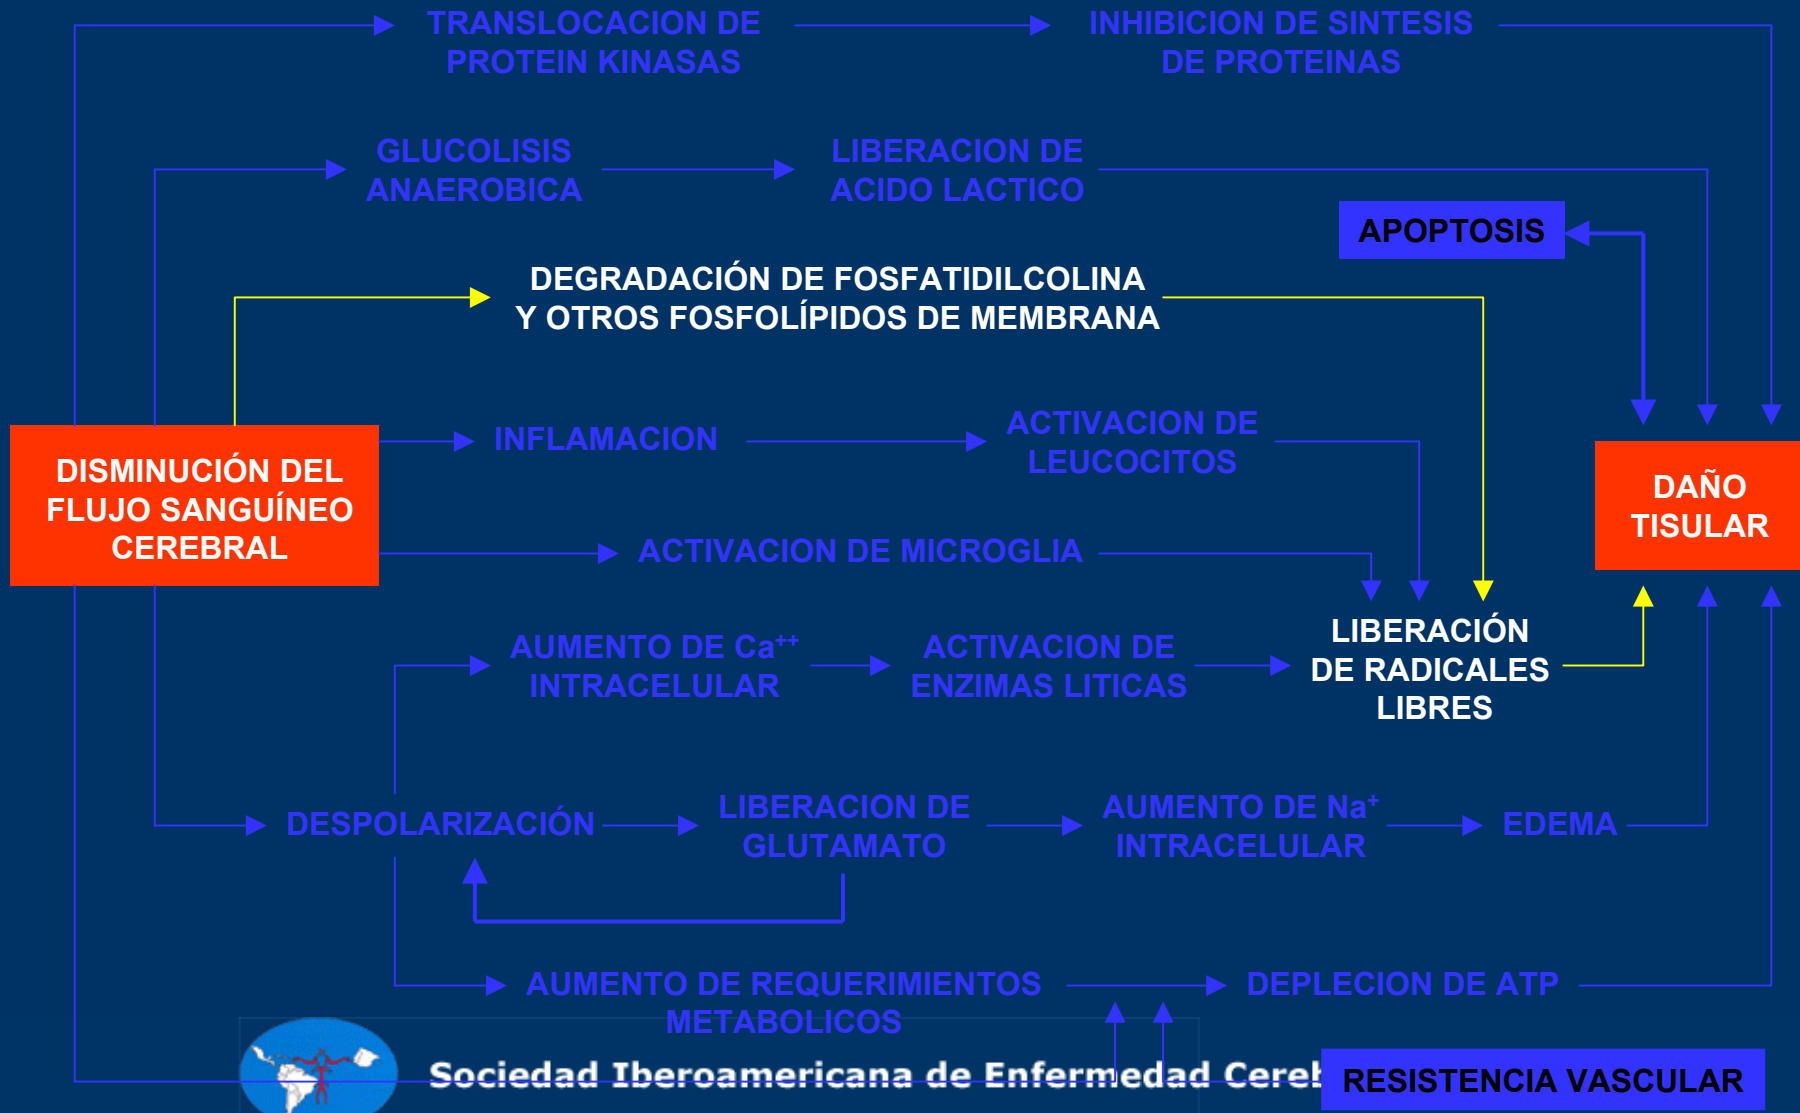 TRANSLOCACION DE
PROTEIN KINASAS
INHIBICION DE SINTESIS
DE PROTEINAS
GLUCOLISIS
ANAEROBICA
LIBERACION DE
ACIDO LACTICO
APOPTOSIS
DEGRADACIÓN DE FOSFATIDILCOLINA
Y OTROS FOSFOLÍPIDOS DE MEMBRANA
INFLAMACION
ACTIVACION DE
LEUCOCITOS
DISMINUCIÓN DEL
FLUJO SANGUÍNEO
CEREBRAL
DAÑO
TISULAR
ACTIVACION DE MICROGLIA
AUMENTO DE Ca++
INTRACELULAR
ACTIVACION DE
ENZIMAS LITICAS
LIBERACIÓN
DE RADICALES
LIBRES
DESPOLARIZACIÓN
LIBERACION DE
GLUTAMATO
AUMENTO DE Na+
INTRACELULAR
EDEMA
AUMENTO DE REQUERIMIENTOS
METABOLICOS
DEPLECION DE ATP
Sociedad Iberoamericana de Enfermedad
RESISTENCIA VASCULAR